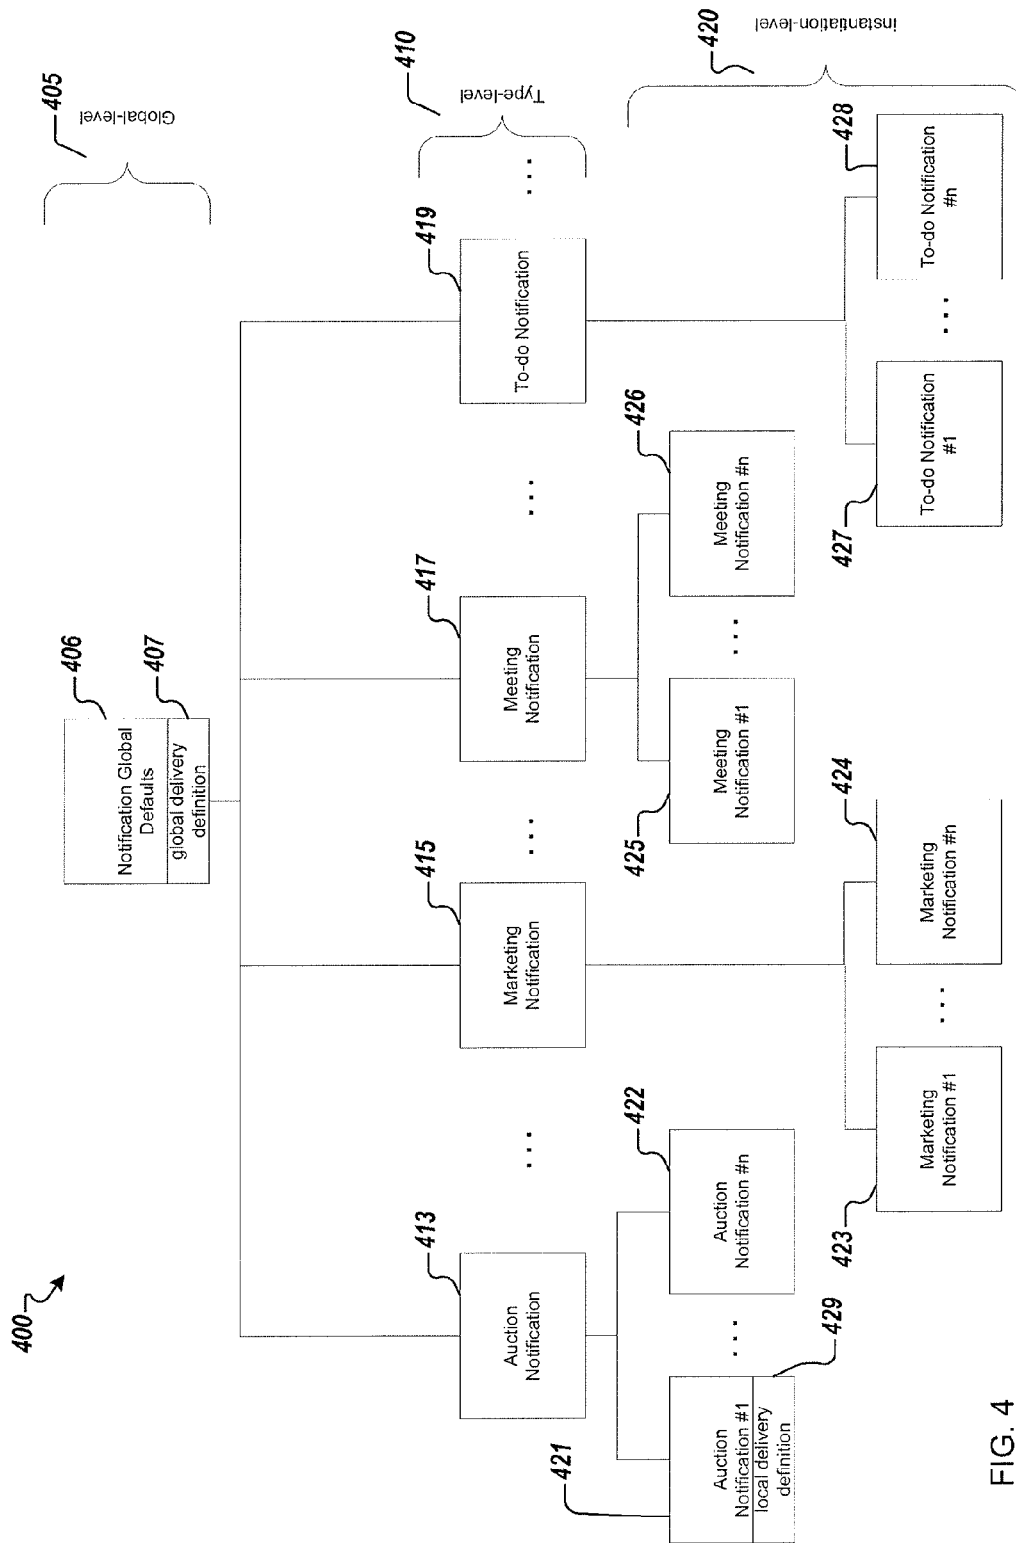 400
406
Notification Global
Defaults
407
global delivery
definition
405
Global-level
413
Auction
Notification
. . .
415
Marketing
Notification
. . .
417
Meeting
Notification
. . .
419
To-do Notification
. . .
410
Type-level
421
Auction
Notification #1
local delivery
definition
429
. . .
422
Auction
Notification #n
425
Meeting
Notification #1
. . .
426
Meeting
Notification #n
420
instantiation-level
423
Marketing
Notification #1
. . .
424
Marketing
Notification #n
427
To-do Notification
#1
. . .
428
To-do Notification
#n
FIG. 4